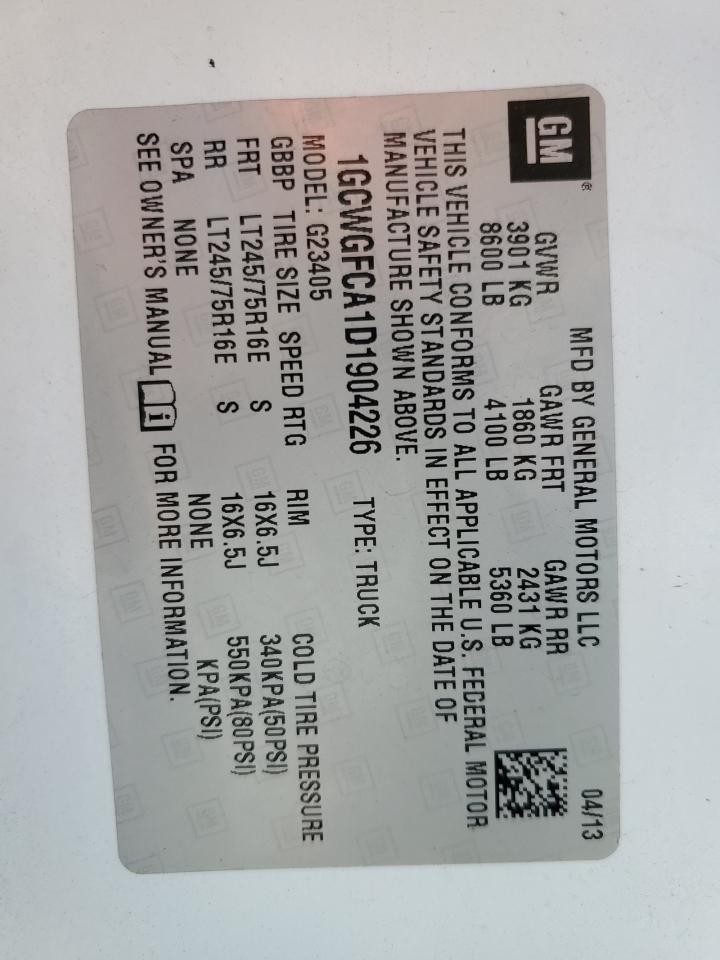 MFD BY GENERAL MOTORS LLC 04/13
GM®
GVWR GAWR FRT GAWR RR
3901 KG 1860 KG 2431 KG
8600 LB 4100 LB 5360 LB
THIS VEHICLE CONFORMS TO ALL APPLICABLE U.S. FEDERAL MOTOR
VEHICLE SAFETY STANDARDS IN EFFECT ON THE DATE OF
MANUFACTURE SHOWN ABOVE.
1GCWGFCA1D1904226 TYPE: TRUCK
MODEL: G23405
GBBP TIRE SIZE SPEED RTG RIM COLD TIRE PRESSURE
FRT LT245/75R16E S 16X6.5J 340KPA(50PSI)
RR LT245/75R16E S 16X6.5J 550KPA(80PSI)
SPA NONE NONE KPA(PSI)
SEE OWNER'S MANUAL i FOR MORE INFORMATION.